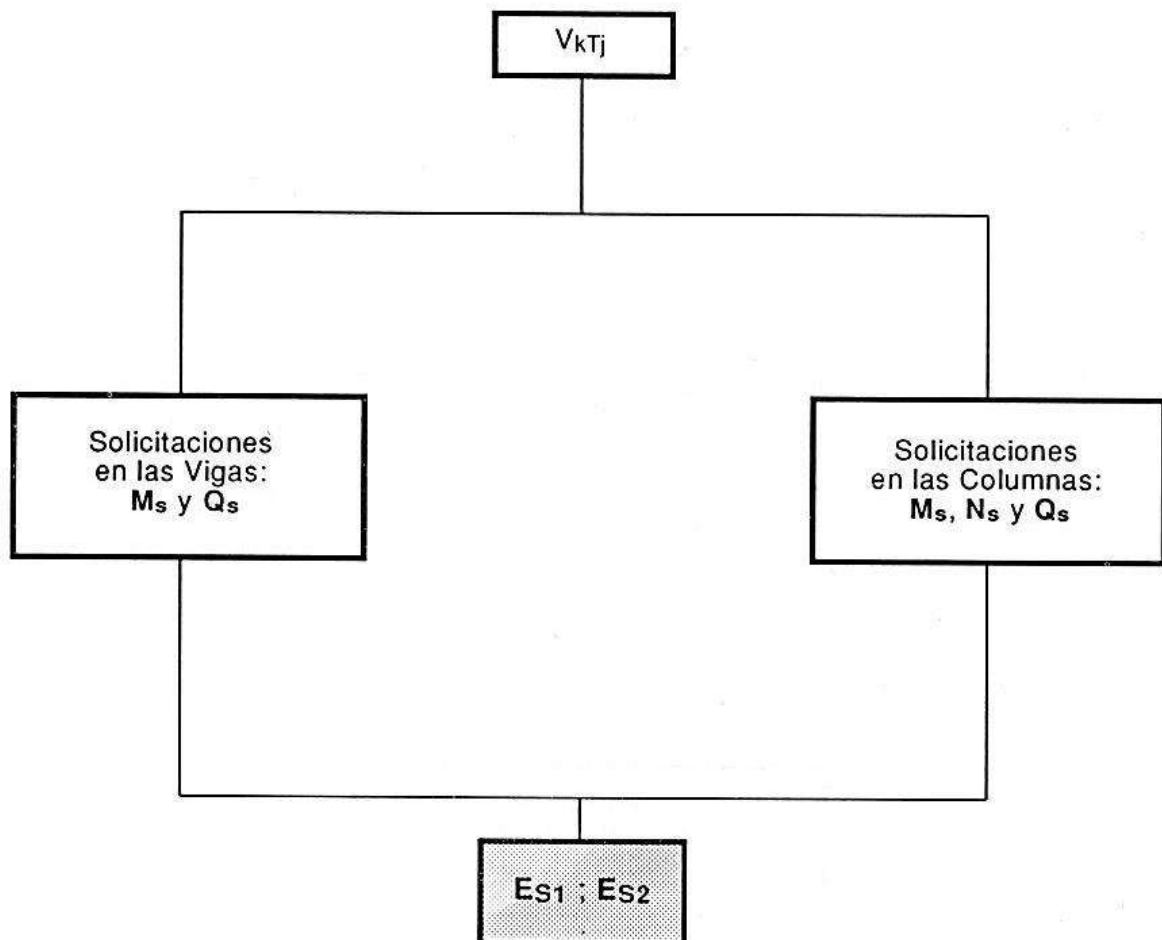 VkTj
Solicitaciones
en las Vigas:
Ms y Qs
Solicitaciones
en las Columnas:
Ms, Ns y Qs
ES1 ; ES2